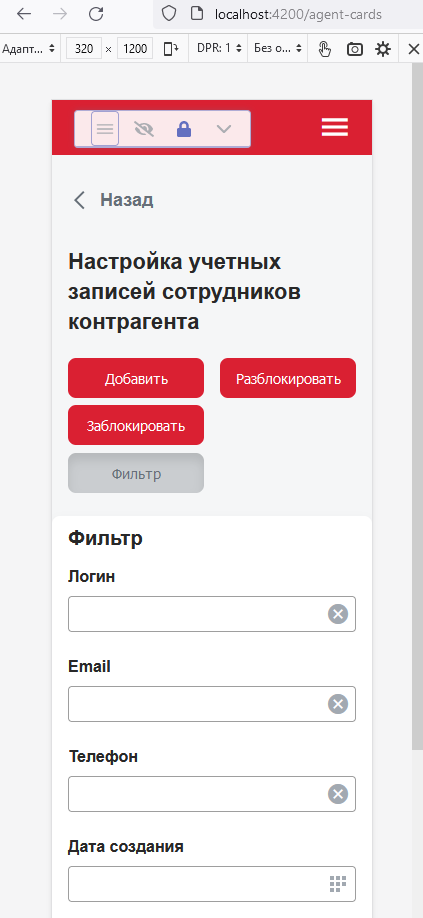 localhost:4200/agent-cards
Адапт... 320 × 1200 DPR: 1 Без о...
Назад
Настройка учетных
записей сотрудников
контрагента
Добавить Разблокировать
Заблокировать
Фильтр
Фильтр
Логин
Email
Телефон
Дата создания